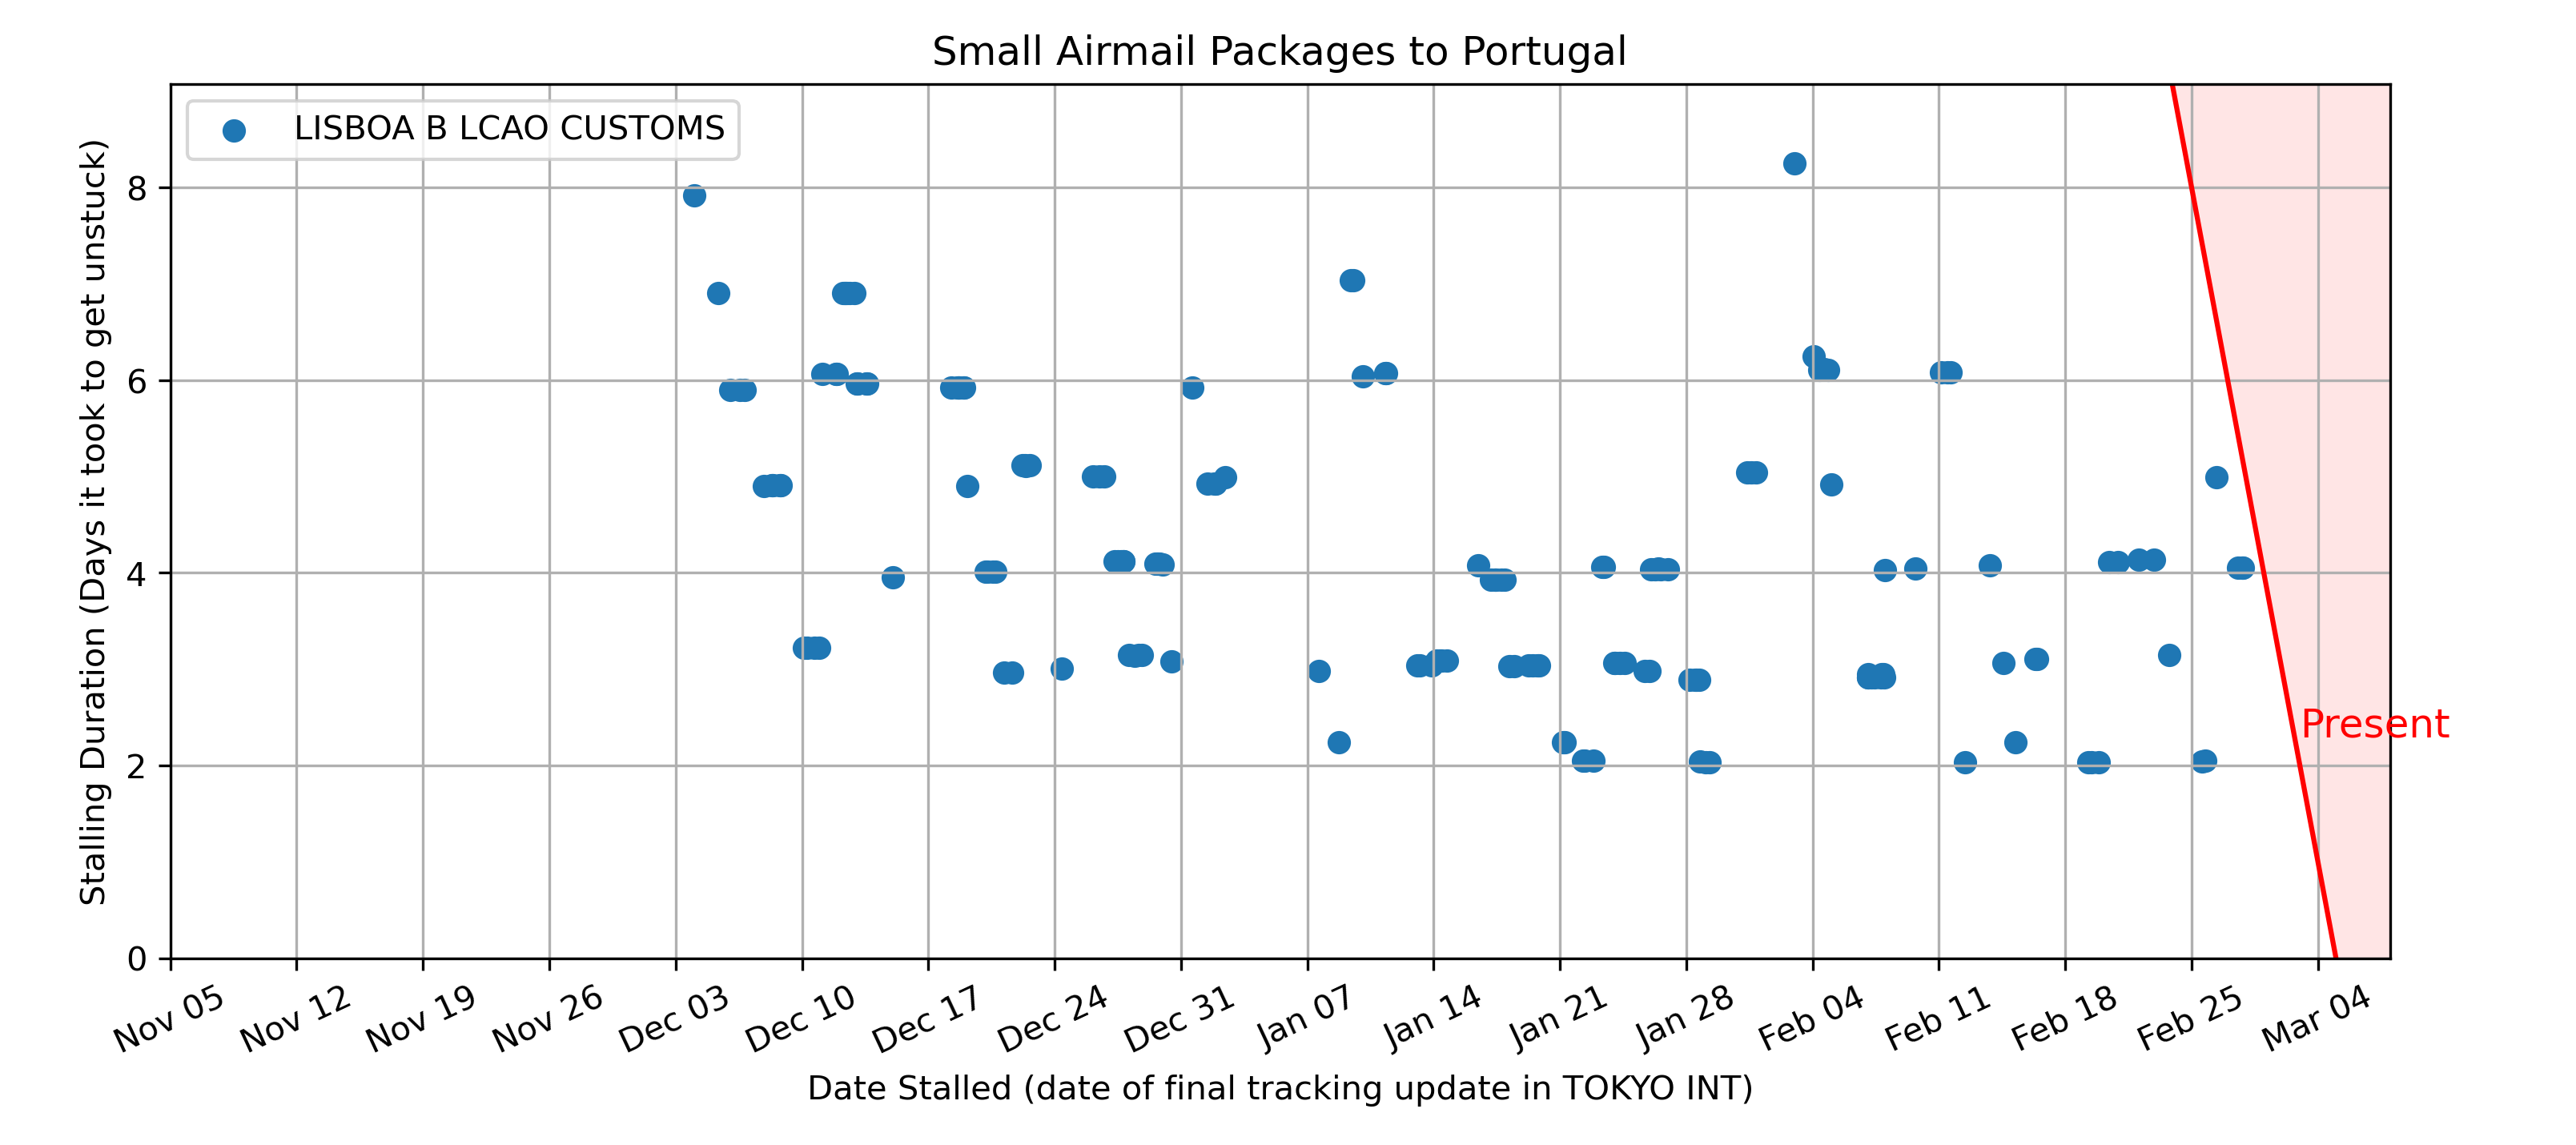 Small Airmail Packages to Portugal
LISBOA B LCAO CUSTOMS
Stalling Duration (Days it took to get unstuck)
8
6
4
2
0
Present
Nov 05
Nov 12
Nov 19
Nov 26
Dec 03
Dec 10
Dec 17
Dec 24
Dec 31
Jan 07
Jan 14
Jan 21
Jan 28
Feb 04
Feb 11
Feb 18
Feb 25
Mar 04
Date Stalled (date of final tracking update in TOKYO INT)